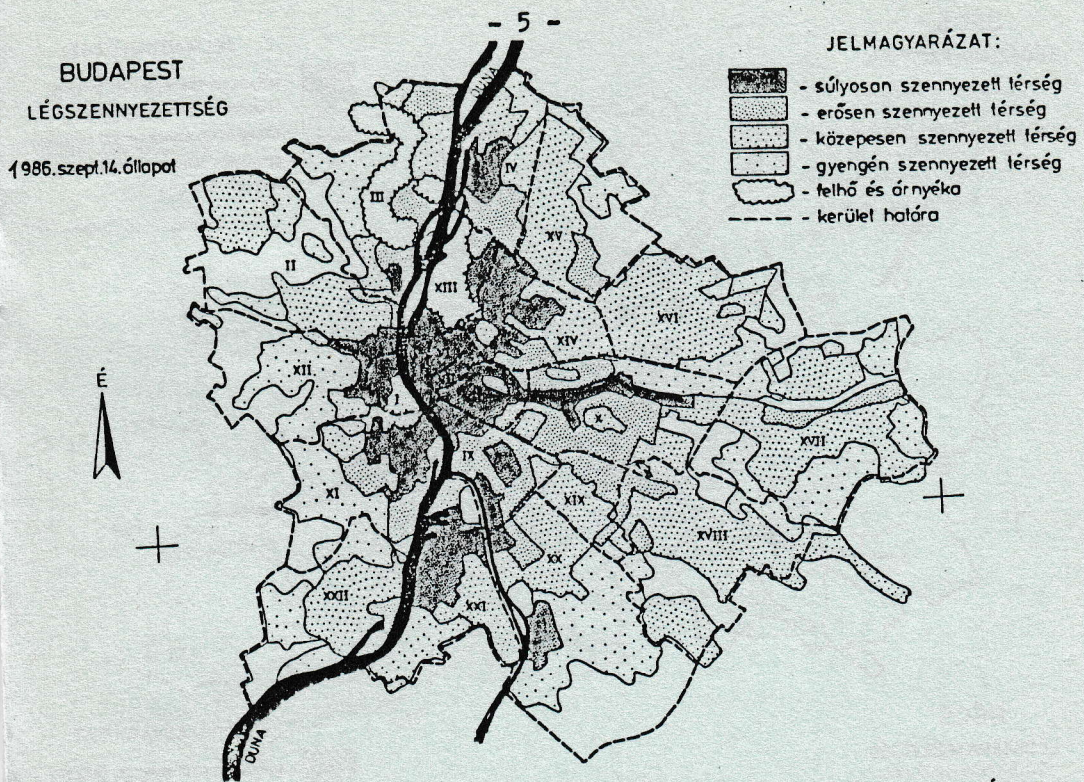 - 5 -
BUDAPEST
LÉGSZENNYEZETTSÉG
1986. szept. 14. állapot
JELMAGYARÁZAT:
- súlyosan szennyezett térség
- erősen szennyezett térség
- közepesen szennyezett térség
- gyengén szennyezett térség
- felhő és árnyéka
- kerület határa
É
DUNA
IV
III
XV
II
XIII
XVI
XIV
XII
I
X
XVII
IX
XI
XIX
XVIII
XX
XXII
XXI
DUNA